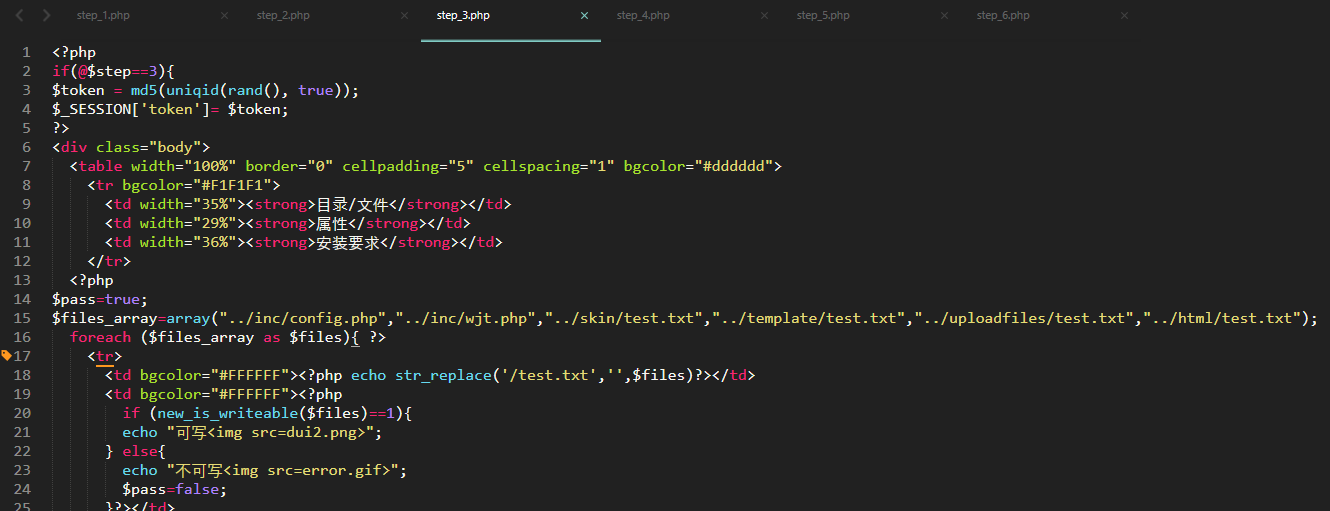 step_1.php × step_2.php × step_3.php × step_4.php × step_5.php × step_6.php ×
1 <?php
2 if(@$step==3){
3 $token = md5(uniqid(rand(), true));
4 $_SESSION['token']= $token;
5 ?>
6 <div class="body">
7 <table width="100%" border="0" cellpadding="5" cellspacing="1" bgcolor="#dddddd">
8 <tr bgcolor="#F1F1F1">
9 <td width="35%"><strong>目录/文件</strong></td>
10 <td width="29%"><strong>属性</strong></td>
11 <td width="36%"><strong>安装要求</strong></td>
12 </tr>
13 <?php
14 $pass=true;
15 $files_array=array("../inc/config.php","../inc/wjt.php","../skin/test.txt","../template/test.txt","../uploadfiles/test.txt","../html/test.txt");
16 foreach ($files_array as $files){ ?>
17 <tr>
18 <td bgcolor="#FFFFFF"><?php echo str_replace('/test.txt','',$files)?></td>
19 <td bgcolor="#FFFFFF"><?php
20 if (new_is_writeable($files)==1){
21 echo "可写<img src=dui2.png>";
22 } else{
23 echo "不可写<img src=error.gif>";
24 $pass=false;
25 }?></td>